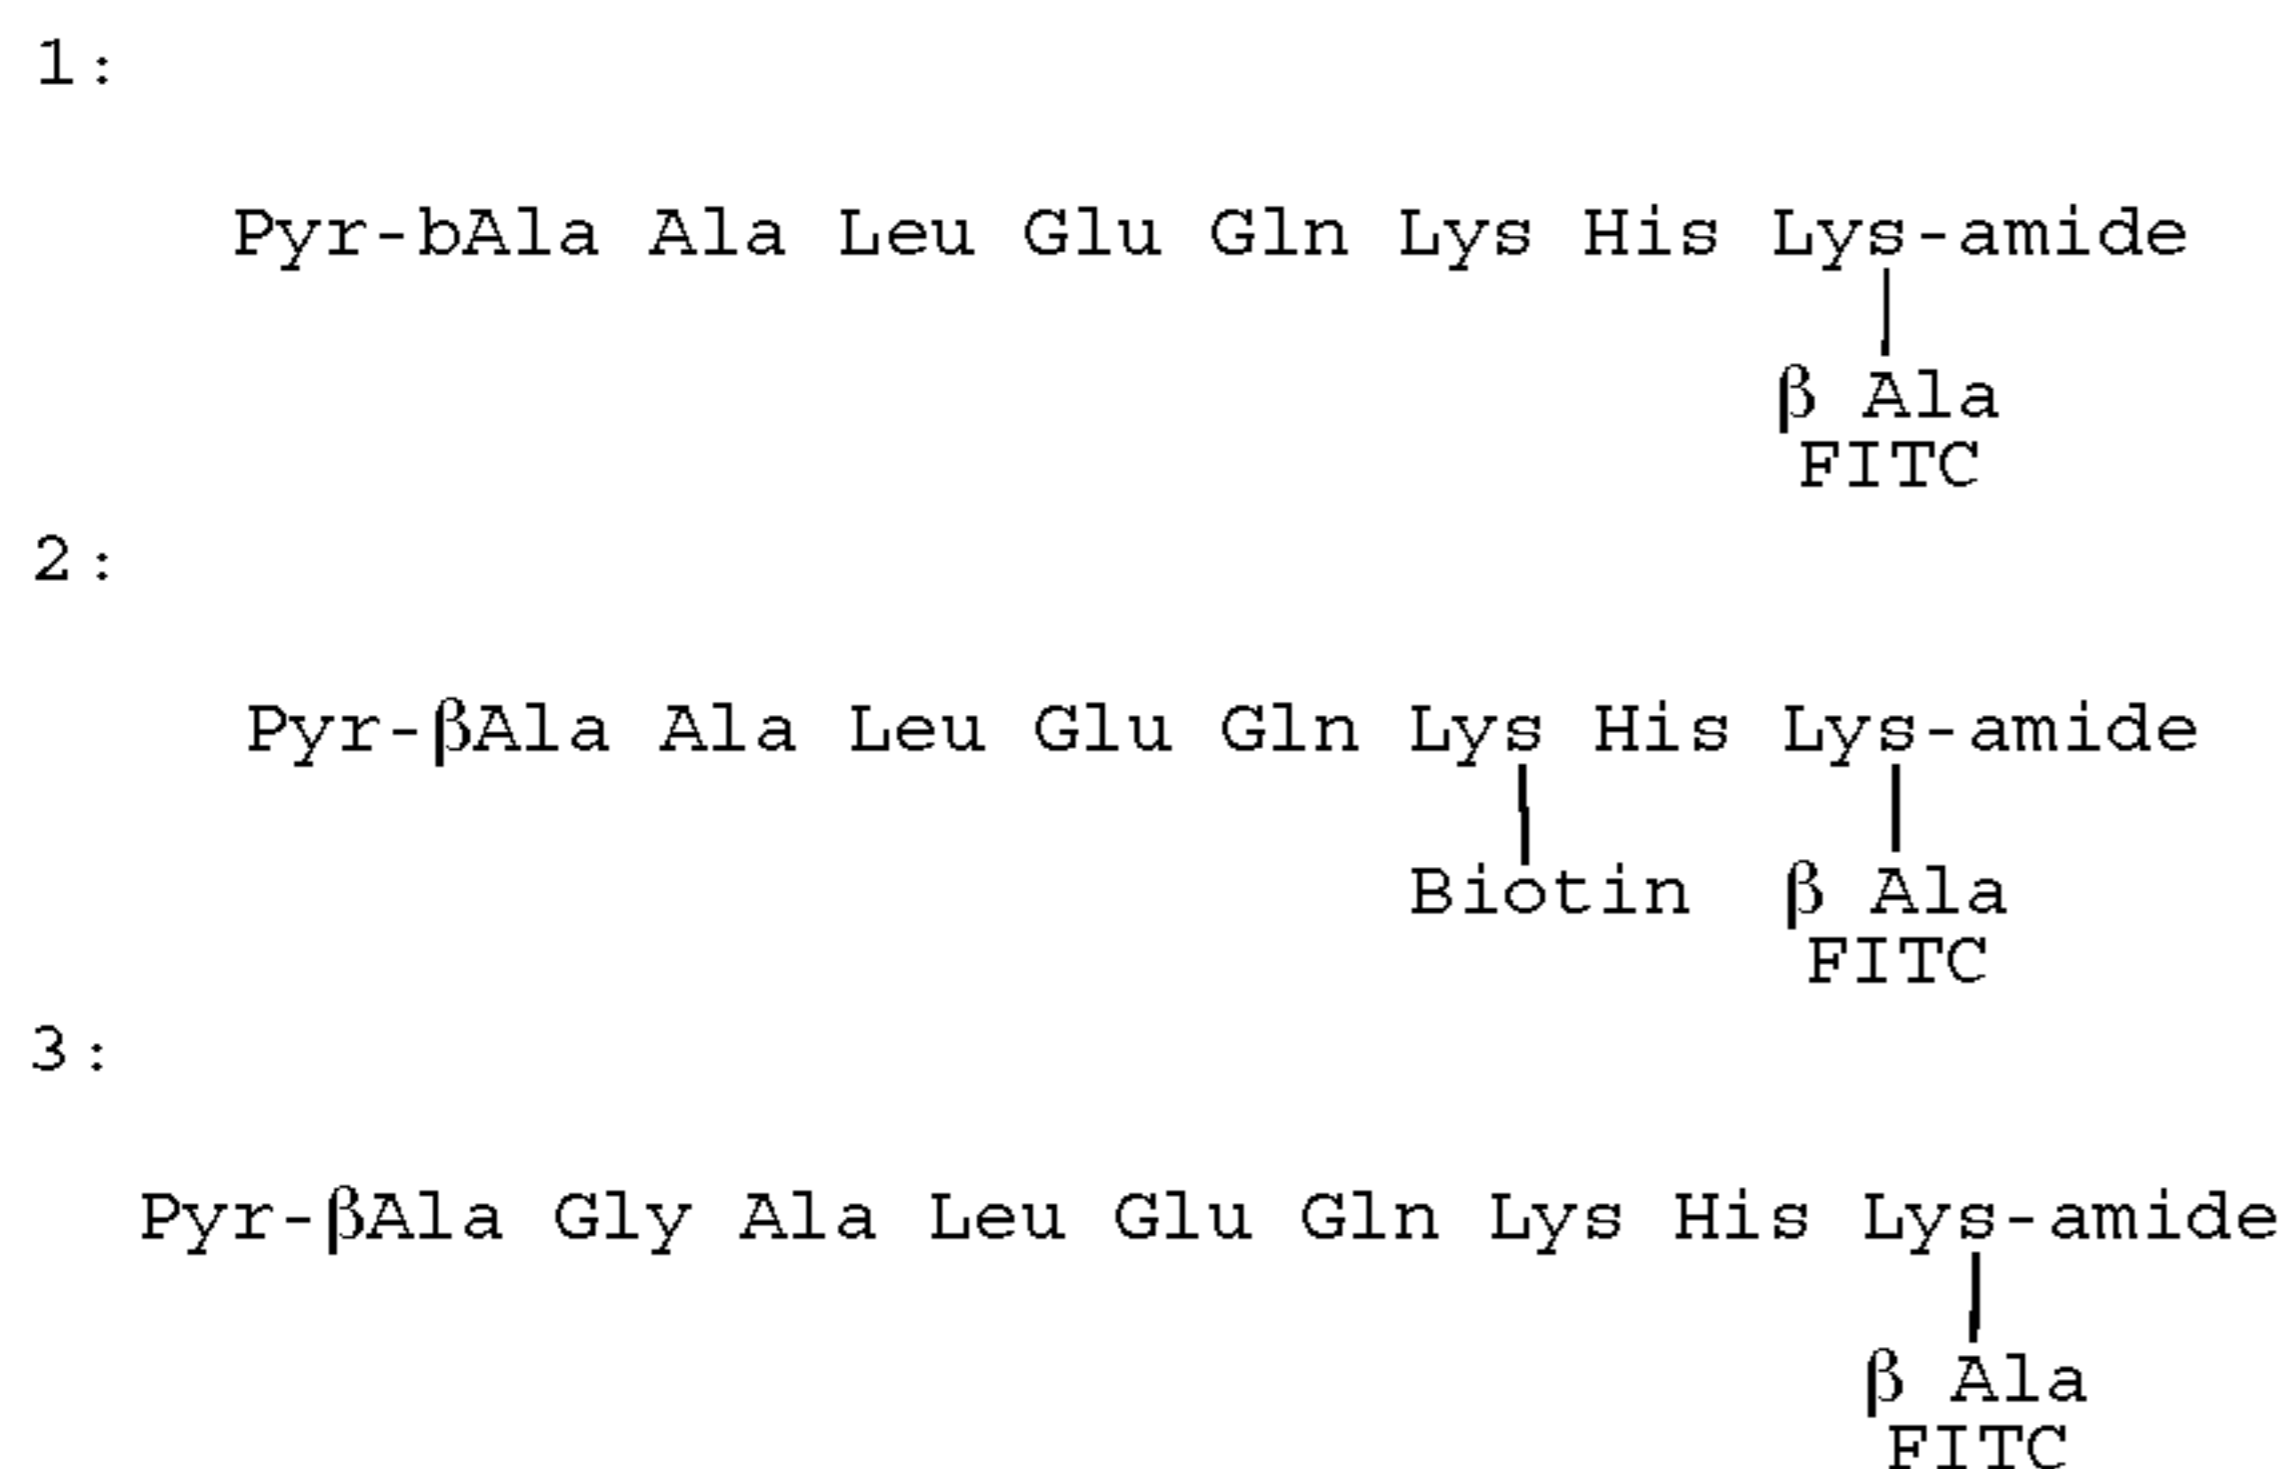 1:
Pyr-bAla Ala Leu Glu Gln Lys His Lys-amide
β Ala
FITC
2:
Pyr-βAla Ala Leu Glu Gln Lys His Lys-amide
Biotin β Ala
FITC
3:
Pyr-βAla Gly Ala Leu Glu Gln Lys His Lys-amide
β Ala
FITC